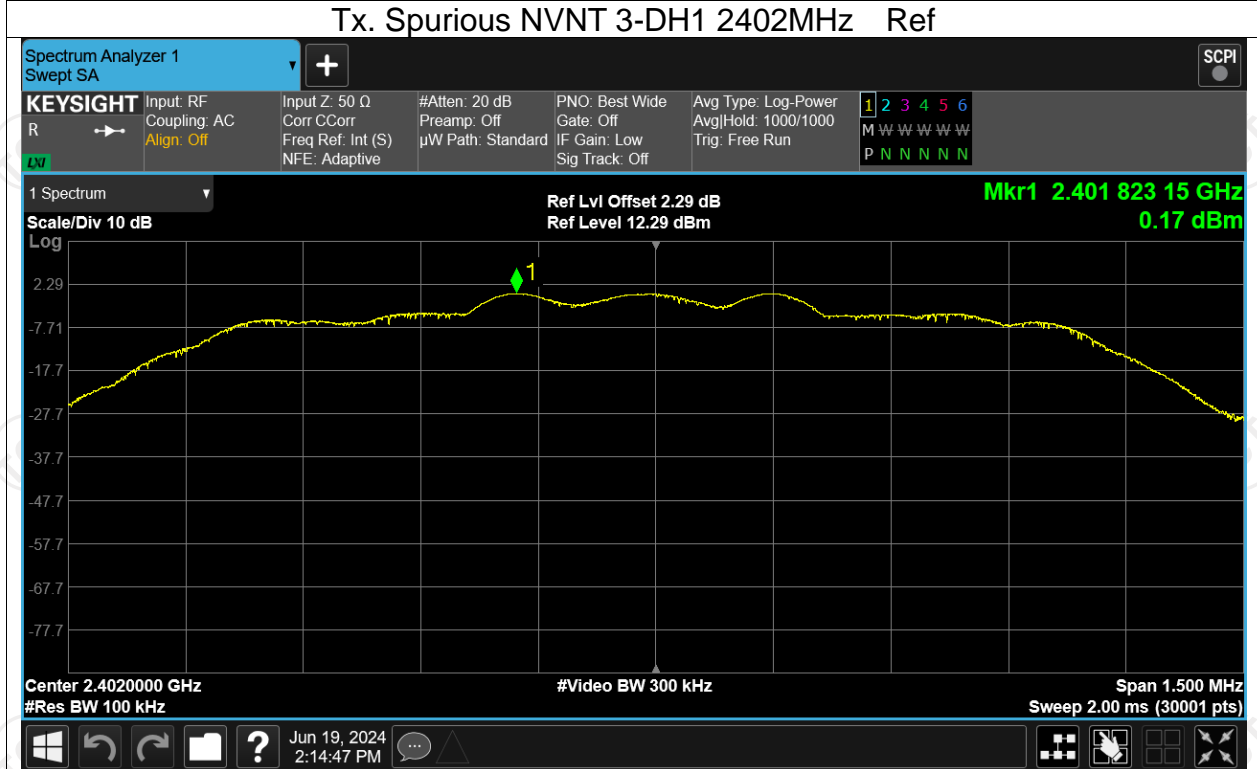 Tx. Spurious NVNT 3-DH1 2402MHz Ref
Spectrum Analyzer 1
Swept SA
SCPI
KEYSIGHT
R
LXI
Input: RF
Coupling: AC
Align: Off
Input Z: 50 Ω
Corr CCorr
Freq Ref: Int (S)
NFE: Adaptive
#Atten: 20 dB
Preamp: Off
µW Path: Standard
PNO: Best Wide
Gate: Off
IF Gain: Low
Sig Track: Off
Avg Type: Log-Power
Avg|Hold: 1000/1000
Trig: Free Run
1 2 3 4 5 6
M W W W W W
P N N N N N
1 Spectrum
Scale/Div 10 dB
Ref Lvl Offset 2.29 dB
Ref Level 12.29 dBm
Mkr1 2.401 823 15 GHz
0.17 dBm
Log
1
2.29
-7.71
-17.7
-27.7
-37.7
-47.7
-57.7
-67.7
-77.7
Center 2.4020000 GHz
#Video BW 300 kHz
Span 1.500 MHz
#Res BW 100 kHz
Sweep 2.00 ms (30001 pts)
?
Jun 19, 2024
2:14:47 PM